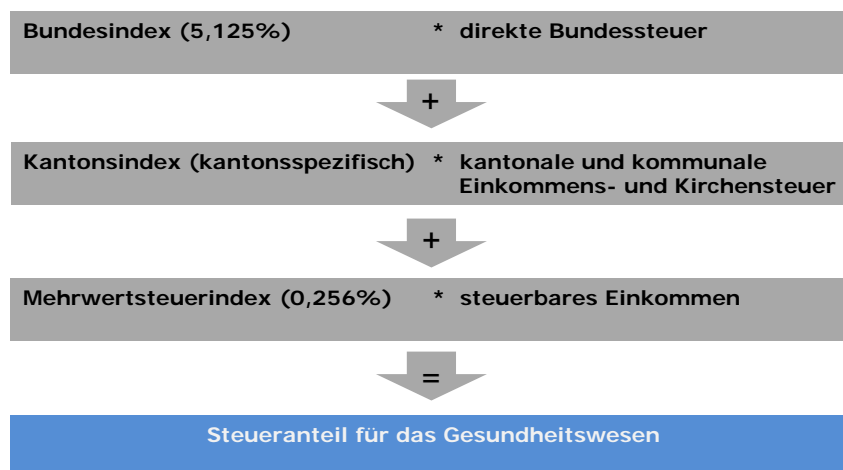 Bundesindex (5,125%) * direkte Bundessteuer
+
Kantonsindex (kantonsspezifisch) * kantonale und kommunale
Einkommens- und Kirchensteuer
+
Mehrwertsteuerindex (0,256%) * steuerbares Einkommen
=
Steueranteil für das Gesundheitswesen